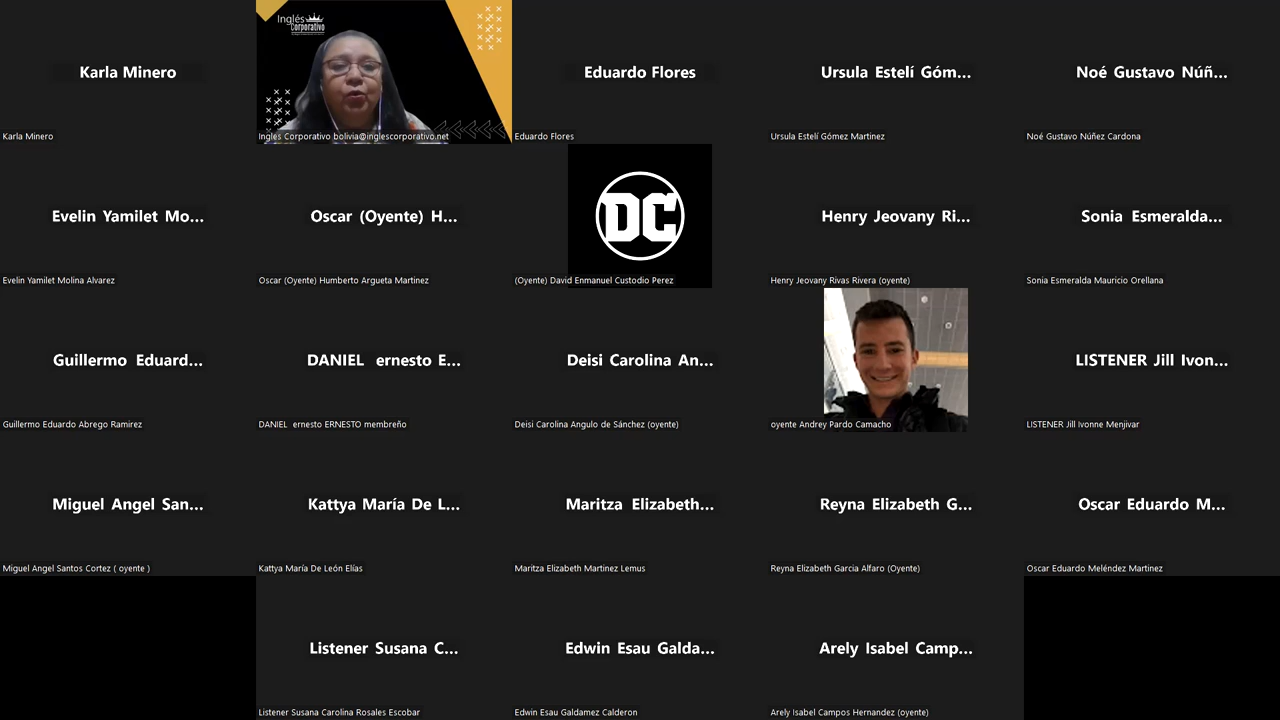 Karla Minero
Karla Minero
Inglés
Corporativo
Inglés Corporativo bolivia@inglescorporativo.net
Eduardo Flores
Eduardo Flores
Ursula Estelí Góm...
Ursula Estelí Gómez Martinez
Noé Gustavo Núñ...
Noé Gustavo Núñez Cardona
Evelin Yamilet Mo...
Evelin Yamilet Molina Alvarez
Oscar (Oyente) H...
Oscar (Oyente) Humberto Argueta Martinez
DC
(Oyente) David Enmanuel Custodio Perez
Henry Jeovany Ri...
Henry Jeovany Rivas Rivera (oyente)
Sonia Esmeralda...
Sonia Esmeralda Mauricio Orellana
Guillermo Eduard...
Guillermo Eduardo Abrego Ramirez
DANIEL ernesto E...
DANIEL ernesto ERNESTO membreño
Deisi Carolina An...
Deisi Carolina Angulo de Sánchez (oyente)
oyente Andrey Pardo Camacho
LISTENER Jill Ivon...
LISTENER Jill Ivonne Menjivar
Miguel Angel San...
Miguel Angel Santos Cortez ( oyente )
Kattya María De L...
Kattya María De León Elías
Maritza Elizabeth...
Maritza Elizabeth Martinez Lemus
Reyna Elizabeth G...
Reyna Elizabeth Garcia Alfaro (Oyente)
Oscar Eduardo M...
Oscar Eduardo Meléndez Martinez
Listener Susana C...
Listener Susana Carolina Rosales Escobar
Edwin Esau Galda...
Edwin Esau Galdamez Calderon
Arely Isabel Camp...
Arely Isabel Campos Hernandez (oyente)